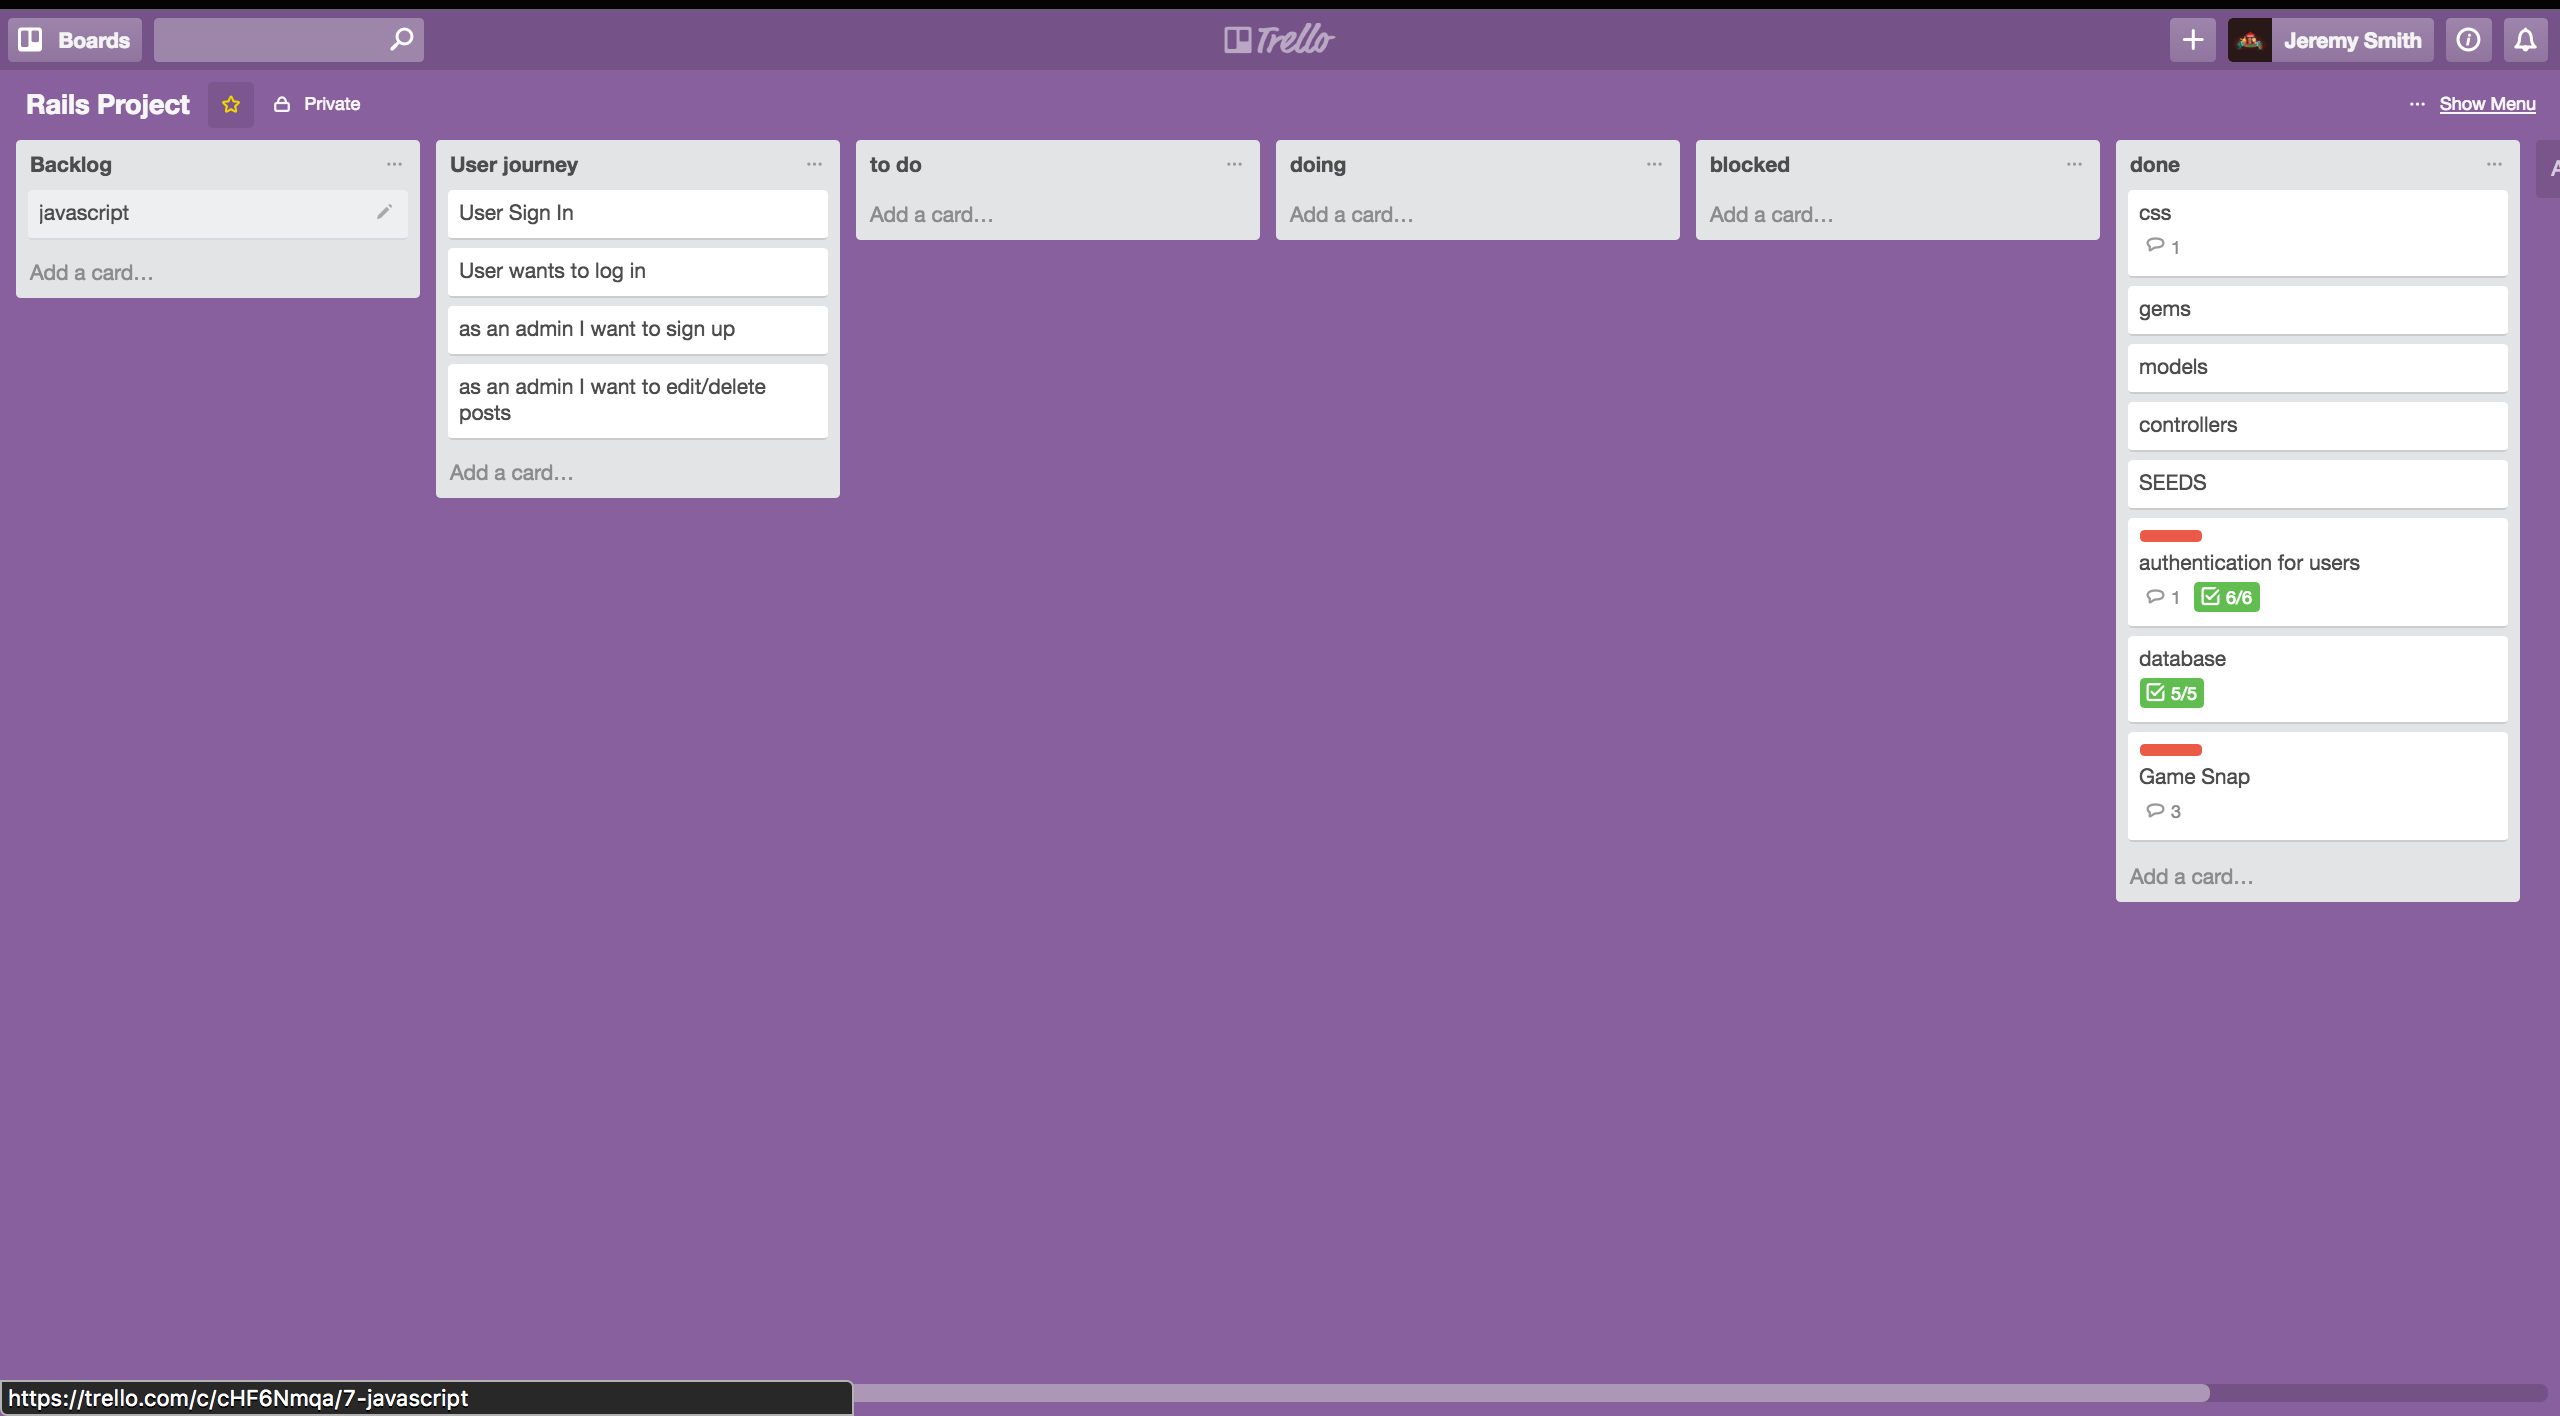 Boards
Trello
Jeremy Smith
Rails Project
Private
... Show Menu
Backlog
javascript
Add a card...
User journey
User Sign In
User wants to log in
as an admin I want to sign up
as an admin I want to edit/delete
posts
Add a card...
to do
Add a card...
doing
Add a card...
blocked
Add a card...
done
css
1
gems
models
controllers
SEEDS
authentication for users
1 6/6
database
5/5
Game Snap
3
Add a card...
A
https://trello.com/c/cHF6Nmqa/7-javascript